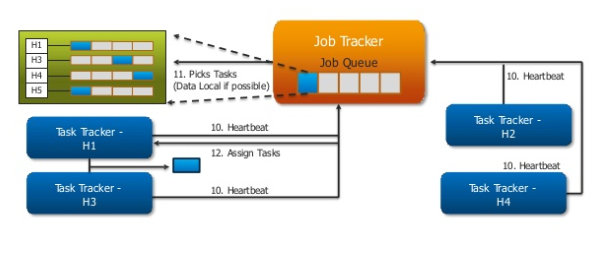 Job Tracker
Job Queue
H1
H3
H4
H5
11. Picks Tasks
(Data Local if possible)
10. Heartbeat
Task Tracker -
H2
10. Heartbeat
Task Tracker -
H1
12. Assign Tasks
10. Heartbeat
Task Tracker -
H3
10. Heartbeat
Task Tracker -
H4